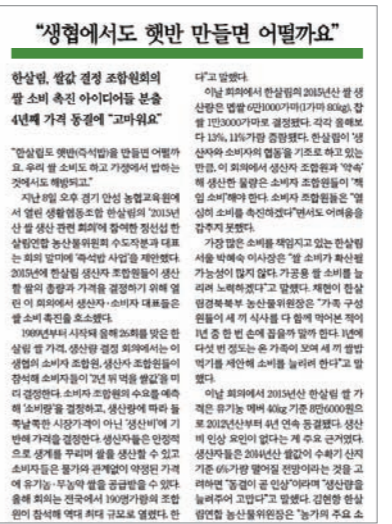 “생협에서도 햇반 만들면 어떨까요”
한살림, 쌀값 결정 조합원회의
쌀 소비 촉진 아이디어들 분출
4년째 가격 동결에 “고마워요”
“한살림도 햇반(즉석밥)을 만들면 어떨까
요. 우리 쌀 소비도 하고 가정에서 밥하는
것에서도 해방되고.”
지난 8일 오후 경기 안성 농협교육원에
서 열린 생활협동조합 한살림의 ‘2015년
산 쌀 생산 관련 회의’에 참여한 정선섭 한
살림연합 농산물위원회 수도작분과 대표
는 회의 말미에 ‘즉석밥 사업’을 제안했다.
2015년에 한살림 생산자 조합원들이 생산
할 쌀의 총량과 가격을 결정하기 위해 열
린 이 회의에서 생산자·소비자 대표들은
쌀 소비 촉진을 호소했다.
1989년부터 시작돼 올해 26회를 맞은 한
살림 쌀 가격, 생산량 결정 회의에서는 이
생협의 소비자 조합원, 생산자 조합원들이
참석해 소비자들이 ‘2년 뒤 먹을 쌀값’을 미
리 결정한다. 소비자 조합원의 수요를 예측
해 ‘소비량’을 결정하고, 생산량에 따라 들
쭉날쭉한 시장가격이 아닌 ‘생산비’에 기
반해 가격을 결정한다. 생산자들은 안정적
으로 생계를 꾸리며 쌀을 생산할 수 있고
소비자들은 물가와 관계없이 약정된 가격
에 유기농·무농약 쌀을 공급받을 수 있다.
올해 회의는 전국에서 190명가량의 조합
원이 참석해 역대 최대 규모로 열렸다. 한
다”고 말했다.
이날 회의에서 한살림의 2015년산 쌀 생
산량은 멥쌀 6만1000가마(1가마 80㎏), 찹
쌀 1만3000가마로 결정됐다. 각각 올해보
다 13%, 11%가량 증량됐다. 한살림이 ‘생
산자와 소비자의 협동’을 기조로 하고 있는
만큼, 이 회의에서 생산자 조합원과 ‘약속’
해 생산한 물량은 소비자 조합원들이 ‘책
임 소비’해야 한다. 소비자 조합원들은 “열
심히 소비를 촉진하겠다”면서도 어려움을
감추지 못했다.
가장 많은 소비를 책임지고 있는 한살림
서울 박혜숙 이사장은 “쌀 소비가 확산될
가능성이 많지 않다. 가공용 쌀 소비를 늘
리려 노력하겠다”고 말했다. 채현이 한살
림경북북부 농산물위원장은 “가족 구성
원들이 세 끼 식사를 다 함께 먹어본 적이
1년 중 한 번 손에 꼽을까 말까 한다. 1년에
다섯 번 정도는 온 가족이 모여 세 끼 쌀밥
먹기를 제안해 소비를 늘리려 한다”고 말
했다.
이날 회의에서 2015년산 한살림 쌀 가
격은 유기농 메벼 40㎏ 기준 8만6000원으
로 2012년산부터 4년 연속 동결됐다. 생산
비 인상 요인이 없다는 게 주요 근거였다.
생산자들은 2014년산 쌀값이 수확기 산지
기준 6%가량 떨어질 전망이라는 것을 고
려하면 “동결이 곧 인상”이라며 “생산량을
늘려주어 고맙다”고 말했다. 김현항 한살
림연합 농산물위원장은 “농가의 주요 소